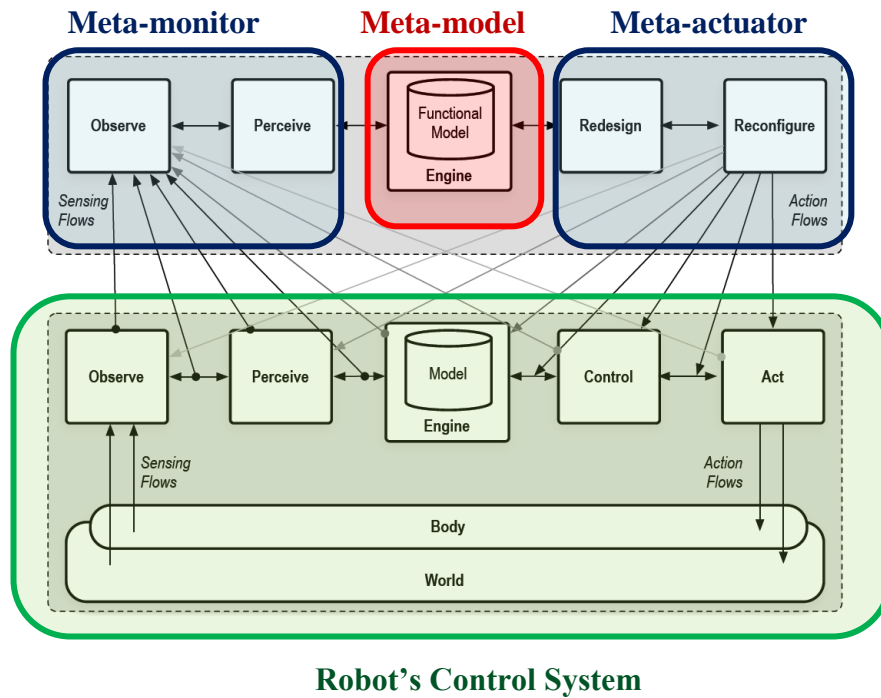 Meta-monitor
Meta-model
Meta-actuator
Observe
Perceive
Functional
Model
Engine
Redesign
Reconfigure
Sensing
Flows
Action
Flows
Observe
Perceive
Model
Engine
Control
Act
Sensing
Flows
Action
Flows
Body
World
Robot's Control System